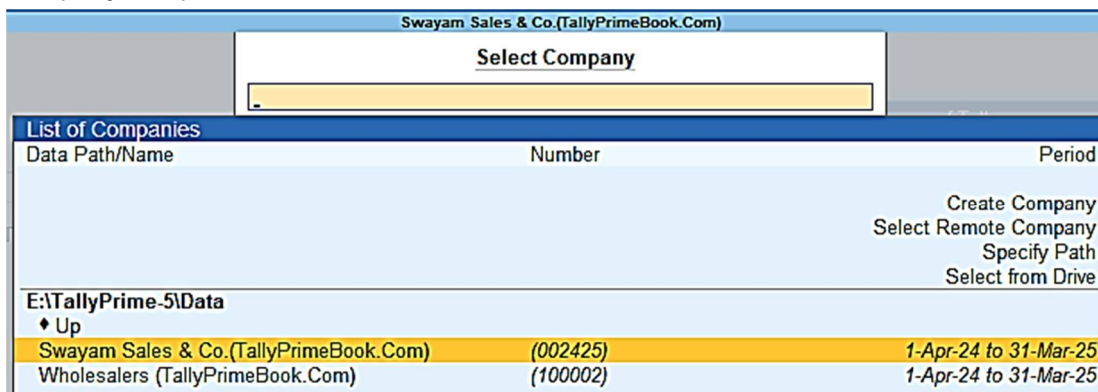 Swayam Sales & Co.(TallyPrimeBook.Com)
Select Company
List of Companies
Data Path/Name Number Period
Create Company
Select Remote Company
Specify Path
Select from Drive
E:\TallyPrime-5\Data
♦ Up
Swayam Sales & Co.(TallyPrimeBook.Com) (002425) 1-Apr-24 to 31-Mar-25
Wholesalers (TallyPrimeBook.Com) (100002) 1-Apr-24 to 31-Mar-25